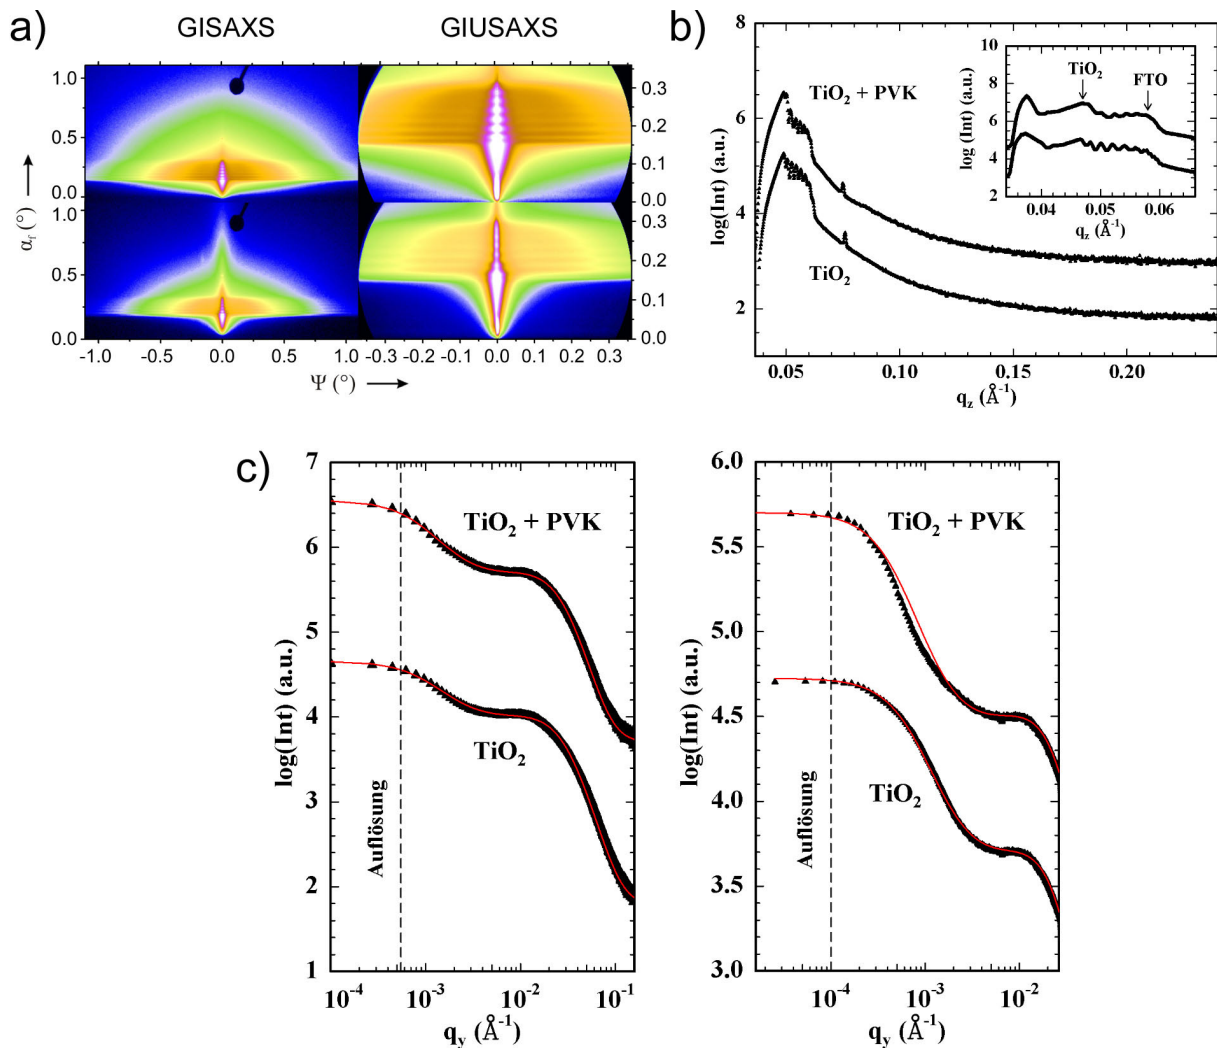 a)
GISAXS
GIUSAXS
1.0
0.5
0.0
1.0
0.5
0.0
αf (°)
0.3
0.2
0.1
0.0
0.3
0.2
0.1
0.0
-1.0 -0.5 0.0 0.5 1.0
-0.3 -0.2 -0.1 0.0 0.1 0.2 0.3
Ψ (°)
b)
8
6
4
2
log(Int) (a.u.)
TiO2 + PVK
TiO2
0.05 0.10 0.15 0.20
qz (Å-1)
10
8
6
4
2
log (Int) (a.u.)
TiO2
FTO
0.04 0.05 0.06
qz (Å-1)
c)
7
6
5
4
3
2
1
log(Int) (a.u.)
TiO2 + PVK
TiO2
Auflösung
10-4 10-3 10-2 10-1
qy (Å-1)
6.0
5.5
5.0
4.5
4.0
3.5
3.0
log(Int) (a.u.)
TiO2 + PVK
TiO2
Auflösung
10-4 10-3 10-2
qy (Å-1)